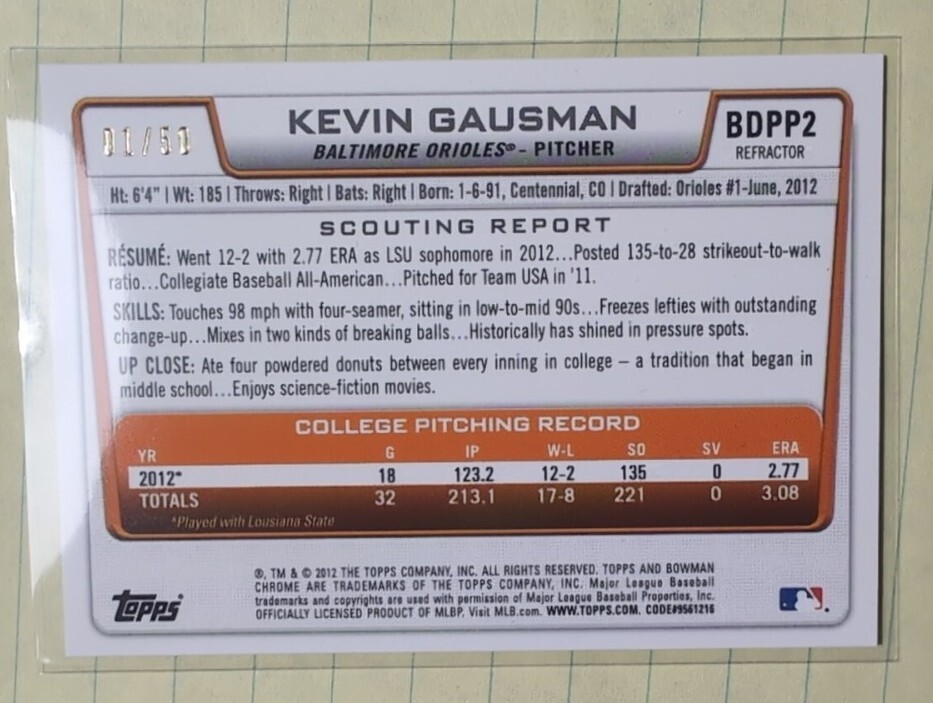 01/50
KEVIN GAUSMAN
BALTIMORE ORIOLES® - PITCHER
BDPP2
REFRACTOR
Ht: 6'4" | Wt: 185 | Throws: Right | Bats: Right | Born: 1-6-91, Centennial, CO | Drafted: Orioles #1-June, 2012
SCOUTING REPORT
RÉSUMÉ: Went 12-2 with 2.77 ERA as LSU sophomore in 2012...Posted 135-to-28 strikeout-to-walk
ratio...Collegiate Baseball All-American...Pitched for Team USA in '11.
SKILLS: Touches 98 mph with four-seamer, sitting in low-to-mid 90s...Freezes lefties with outstanding
change-up...Mixes in two kinds of breaking balls...Historically has shined in pressure spots.
UP CLOSE: Ate four powdered donuts between every inning in college – a tradition that began in
middle school...Enjoys science-fiction movies.
COLLEGE PITCHING RECORD
YR G IP W-L SO SV ERA
2012* 18 123.2 12-2 135 0 2.77
TOTALS 32 213.1 17-8 221 0 3.08
*Played with Lousiana State
®, TM & © 2012 THE TOPPS COMPANY, INC. ALL RIGHTS RESERVED. TOPPS AND BOWMAN
CHROME ARE TRADEMARKS OF THE TOPPS COMPANY, INC. Major League Baseball
trademarks and copyrights are used with permission of Major League Baseball Properties, Inc.
OFFICIALLY LICENSED PRODUCT OF MLBP, Visit MLB.com. WWW.TOPPS.COM. CODE#9561216
Topps